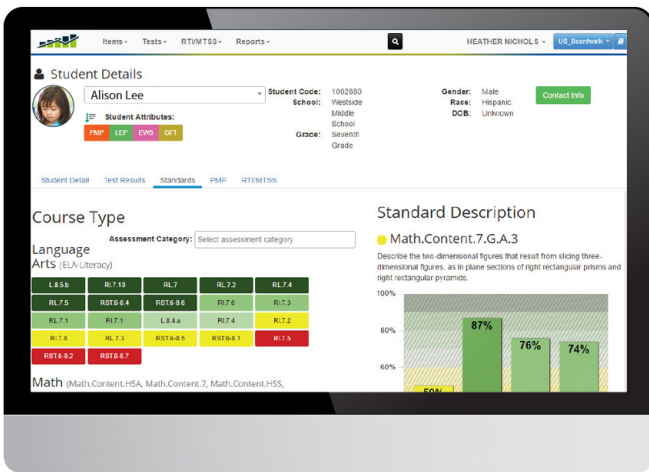 Items Tests RTI/MTSS Reports HEATHER NICHOLS US_Boardwalk
Student Details
Alison Lee
Student Attributes:
PMP LEP EWS GFT
Student Code: 1002880
School: Westside Middle School
Grade: Seventh Grade
Gender: Male
Race: Hispanic
DOB: Unknown
Contact Info
Student Detail Test Results Standards PMP RTI/MTSS
Course Type
Assessment Category: Select assessment category
Language
Arts (ELA-Literacy)
L.8.5.b RI.7.10 RL.7 RL.7.2 RL.7.4
RL.7.5 RST.6-8.4 RST.6-8.6 RI.7.6 RI.7.3
RL.7.1 RI.7.1 L.8.4.a RI.7.4 RI.7.2
RI.7.8 RL.7.3 RST.6-8.5 RST.6-8.1 RI.7.5
RST.6-8.2 RST.6-8.7
Math (Math.Content.HSA, Math.Content.7, Math.Content.HSS,
Standard Description
Math.Content.7.G.A.3
Describe the two-dimensional figures that result from slicing three-
dimensional figures, as in plane sections of right rectangular prisms and
right rectangular pyramids.
100%
87%
80%
76%
74%
60%
50%